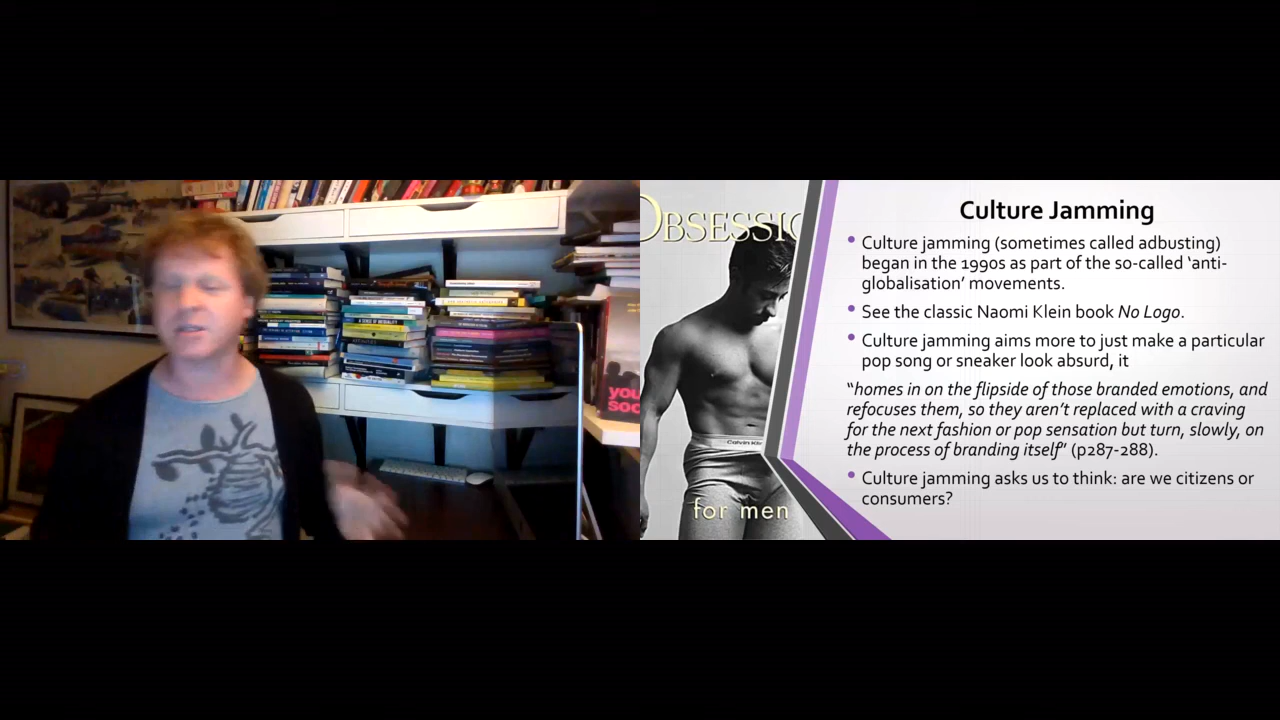 OBSESSIO
Calvin Kl
for men
Culture Jamming
• Culture jamming (sometimes called adbusting)
began in the 1990s as part of the so-called ‘anti-
globalisation’ movements.
• See the classic Naomi Klein book No Logo.
• Culture jamming aims more to just make a particular
pop song or sneaker look absurd, it
“homes in on the flipside of those branded emotions, and
refocuses them, so they aren’t replaced with a craving
for the next fashion or pop sensation but turn, slowly, on
the process of branding itself” (p287-288).
• Culture jamming asks us to think: are we citizens or
consumers?